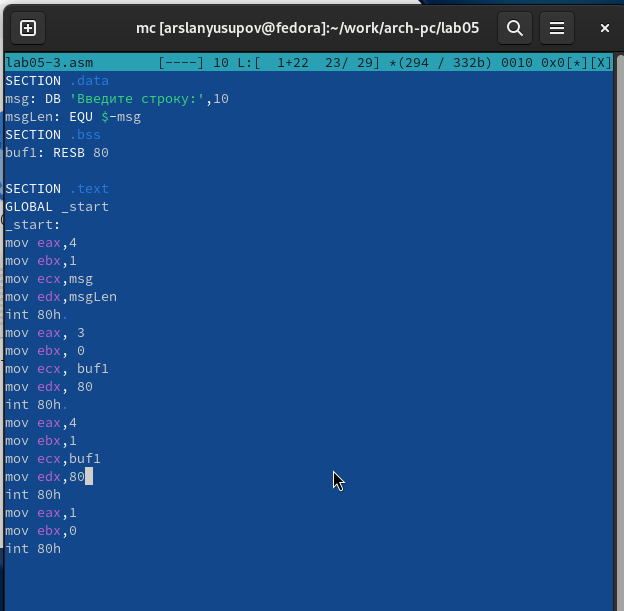 mc [arslanyusupov@fedora]:~/work/arch-pc/lab05
lab05-3.asm [----] 10 L:[ 1+22 23/ 29] *(294 / 332b) 0010 0x0[*][X]
SECTION .data
msg: DB 'Введите строку:',10
msgLen: EQU $-msg
SECTION .bss
buf1: RESB 80

SECTION .text
GLOBAL _start
_start:
mov eax,4
mov ebx,1
mov ecx,msg
mov edx,msgLen
int 80h.
mov eax, 3
mov ebx, 0
mov ecx, buf1
mov edx, 80
int 80h.
mov eax,4
mov ebx,1
mov ecx,buf1
mov edx,80
int 80h
mov eax,1
mov ebx,0
int 80h